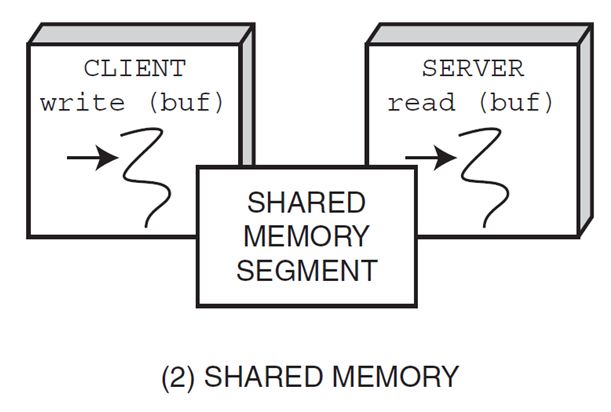 CLIENT
write (buf)
SERVER
read (buf)
SHARED
MEMORY
SEGMENT
(2) SHARED MEMORY